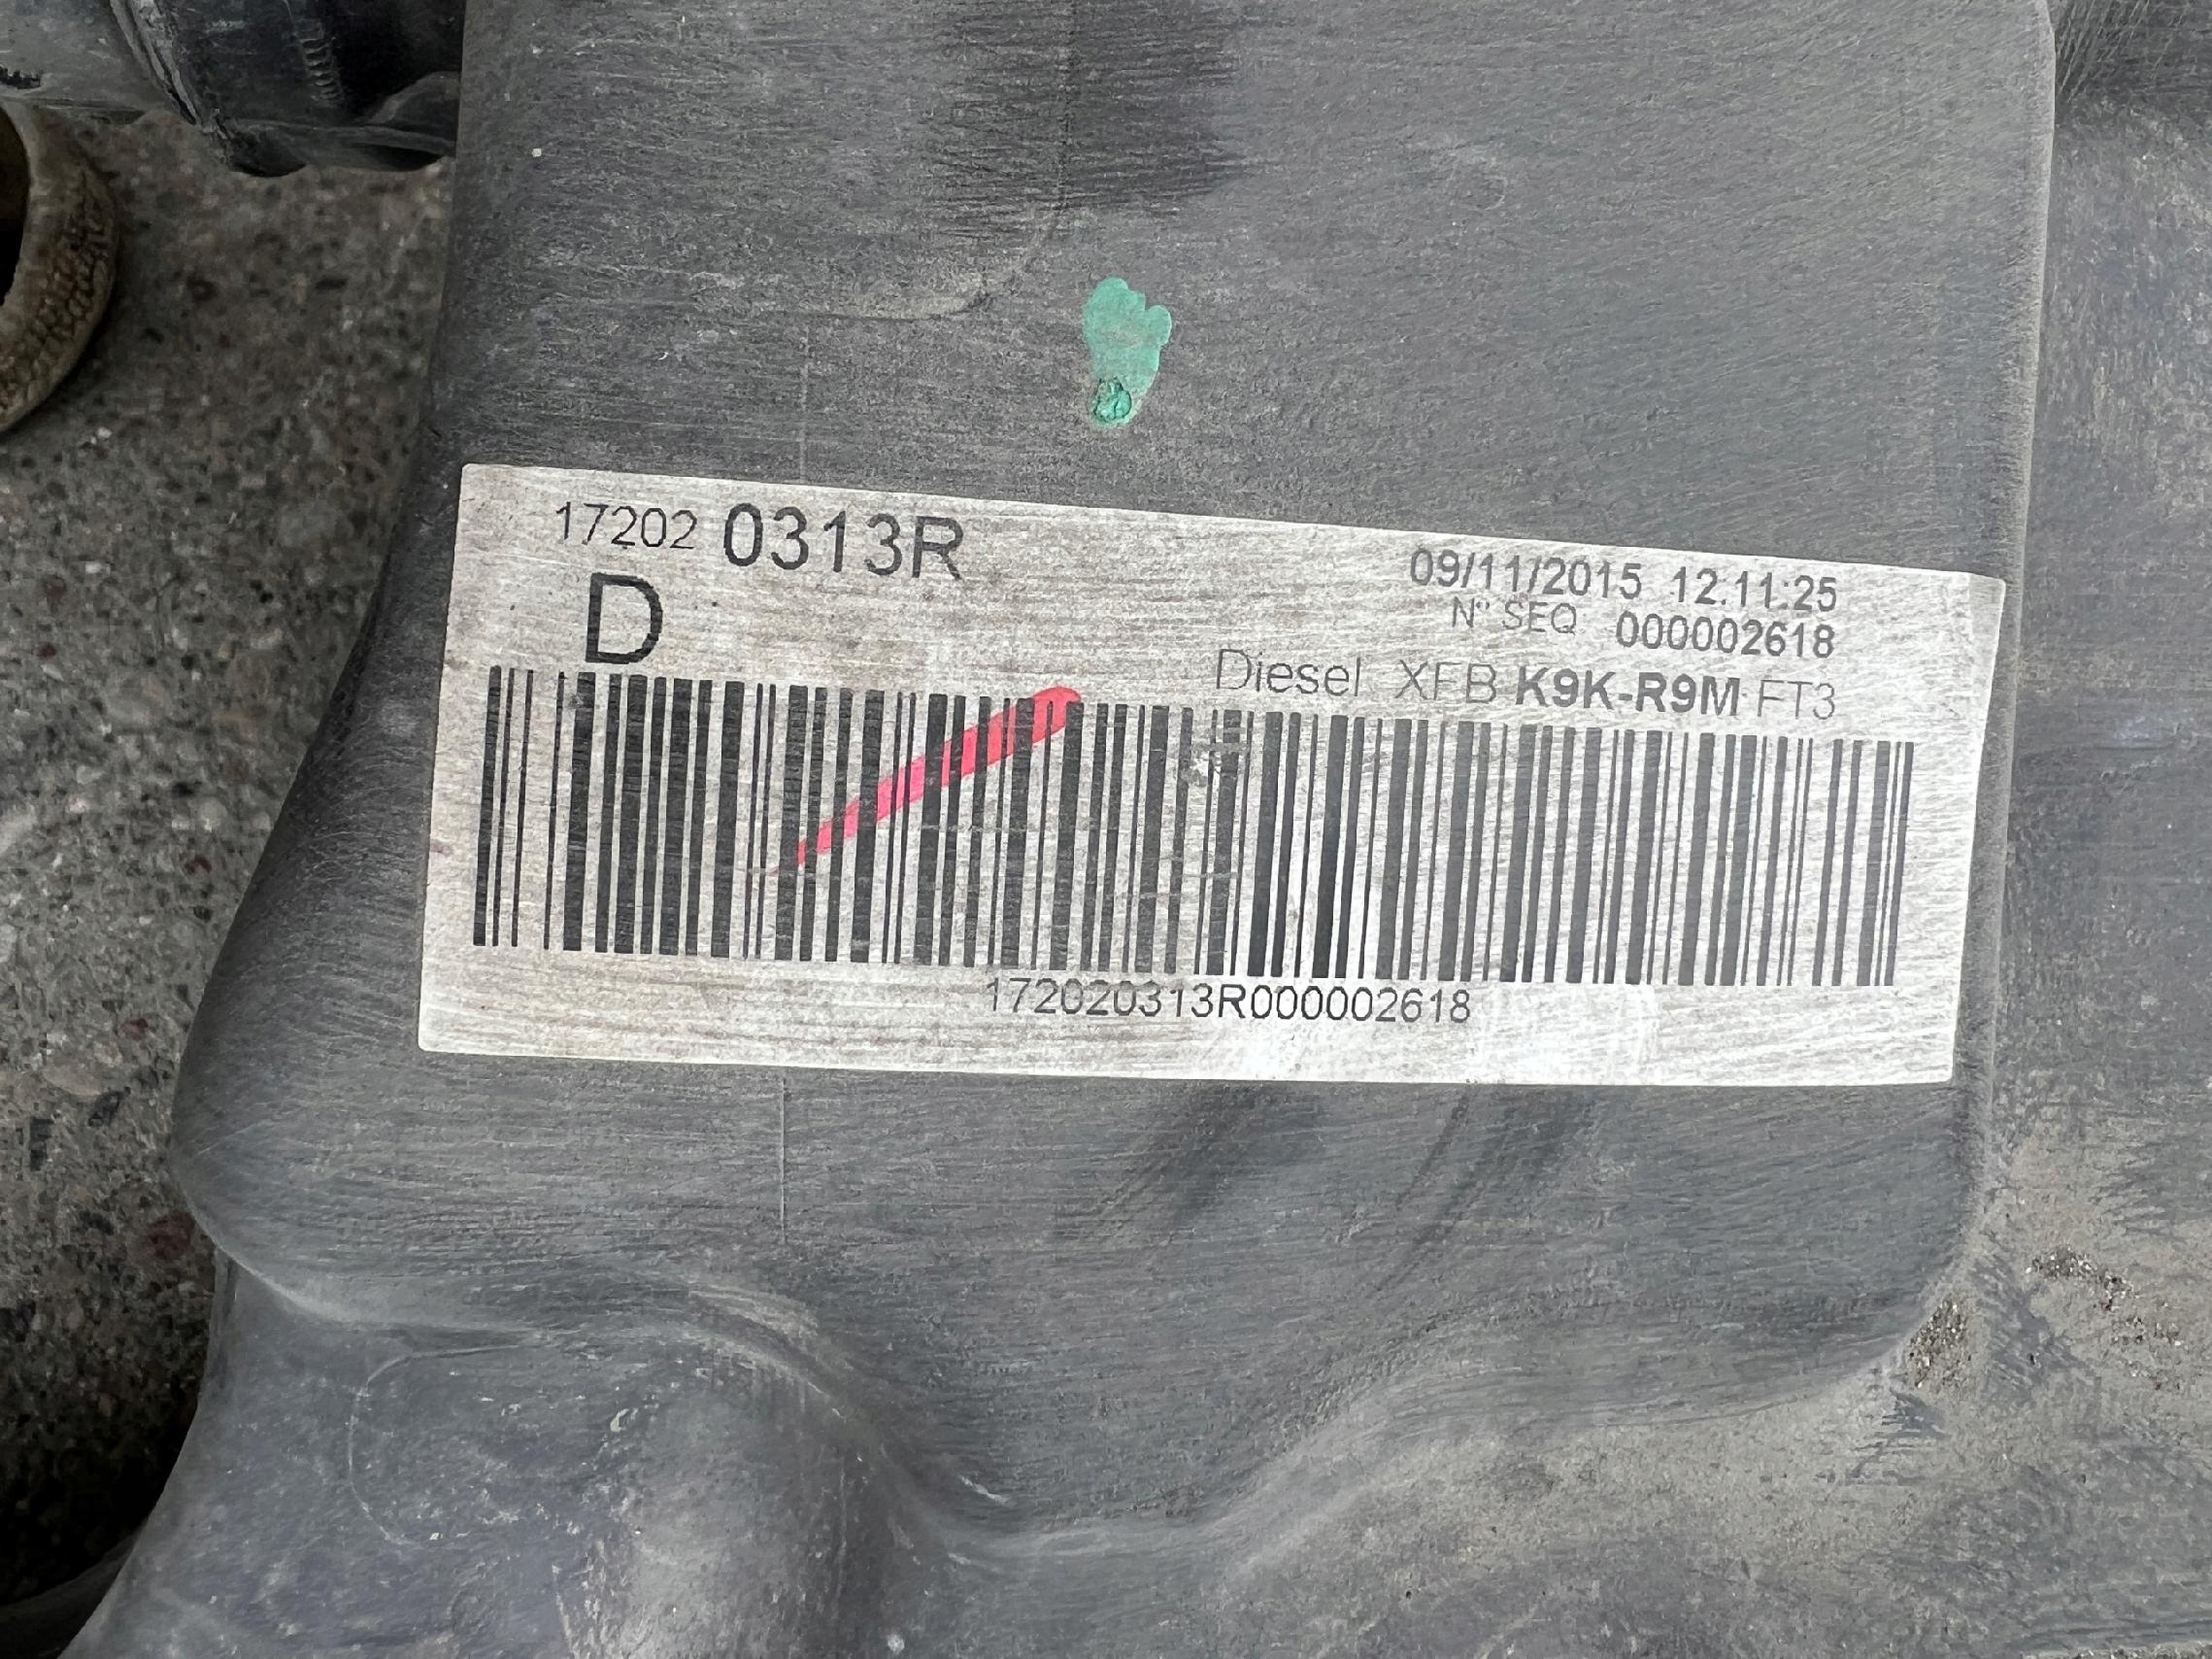 17202 0313R
D
09/11/2015 12:11:25
N° SEQ 000002618
Diesel XFB K9K-R9M FT3
172020313R000002618